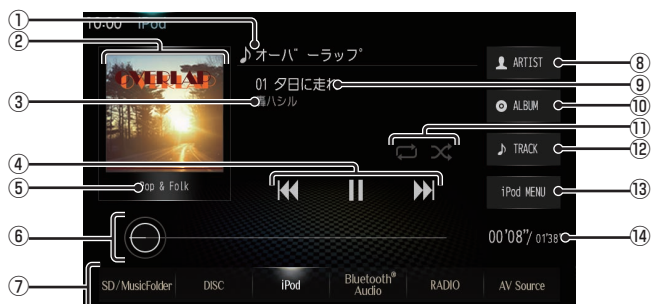 ①
②
③
④
⑤
⑥
⑦
10:00 iPod
♪オーバーラップ
OVERLAP
01 夕日に走れ
ハシル
Pop & Folk
00'08"/ 01'38"
ARTIST
ALBUM
TRACK
iPod MENU
⑧
⑨
⑩
⑪
⑫
⑬
⑭
SD/MusicFolder DISC iPod Bluetooth® Audio RADIO AV Source